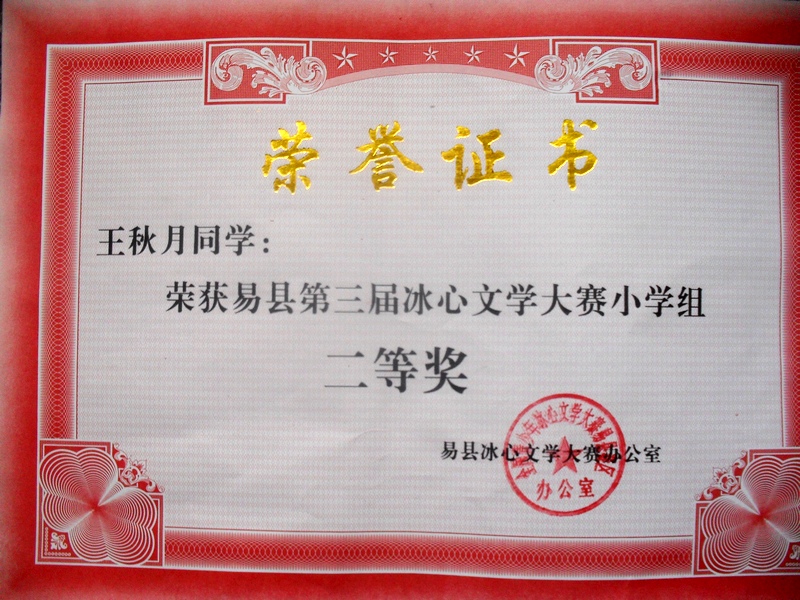 荣誉证书
王秋月同学：
荣获易县第三届冰心文学大赛小学组
二等奖
易县冰心文学大赛办公室
办公室